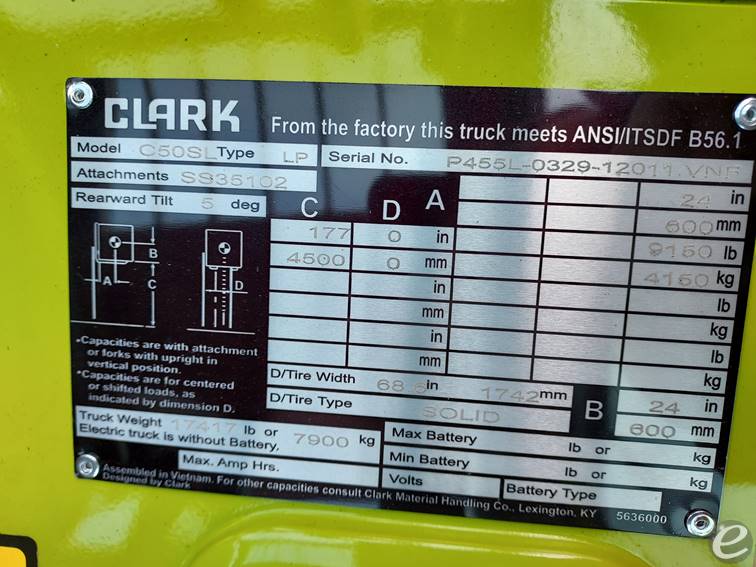 CLARK From the factory this truck meets ANSI/ITSDF B56.1
Model C50SL Type LP Serial No. P455L-0329-12011.VNF
Attachments SS35102
Rearward Tilt 5 deg
C D A
24 in
600 mm
177 0 in 9150 lb
4500 0 mm 4150 kg
in lb
mm kg
in lb
mm kg
A B C D
•Capacities are with attachment
or forks with upright in
vertical position.
•Capacities are for centered
or shifted loads, as
indicated by dimension D.
D/Tire Width 68.6 in 1742 mm
D/Tire Type SOLID
B 24 in
600 mm
Truck Weight 17417 lb or
Electric truck is without Battery, 7900 kg
Max. Amp Hrs.
Max Battery lb or kg
Min Battery lb or kg
Volts Battery Type
Assembled in Vietnam. For other capacities consult Clark Material Handling Co., Lexington, KY 5636000
Designed by Clark
e